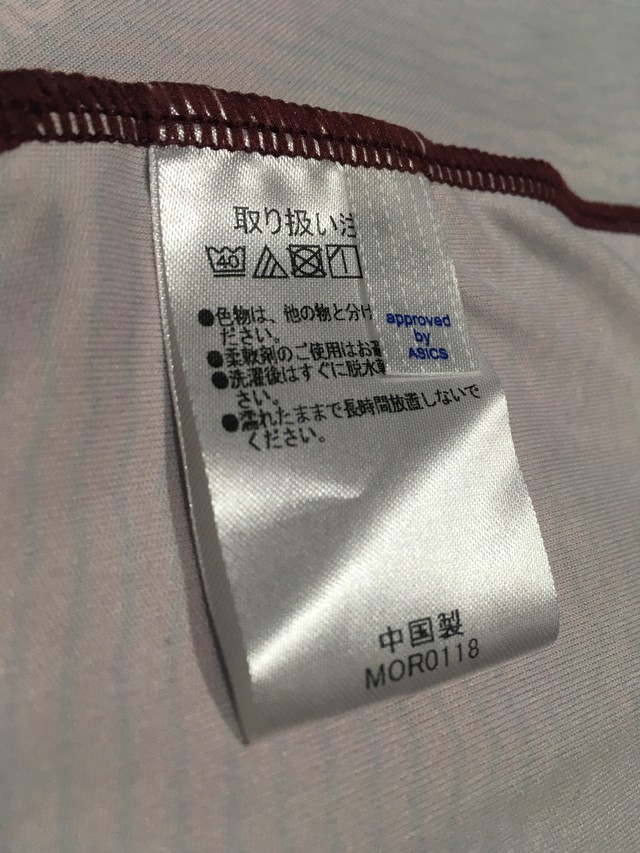 取り扱い注
40
●色物は、他の物と分け
ださい。
●柔軟剤のご使用はお
●洗濯後はすぐに脱水
さい。
●濡れたままで長時間放置しないで
ください。
approved
by
ASICS
中国製
MOR0118